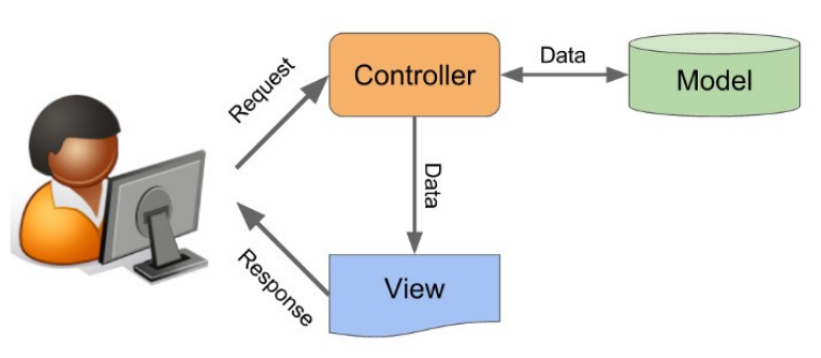 Request
Controller
Data
Model
Data
Response
View